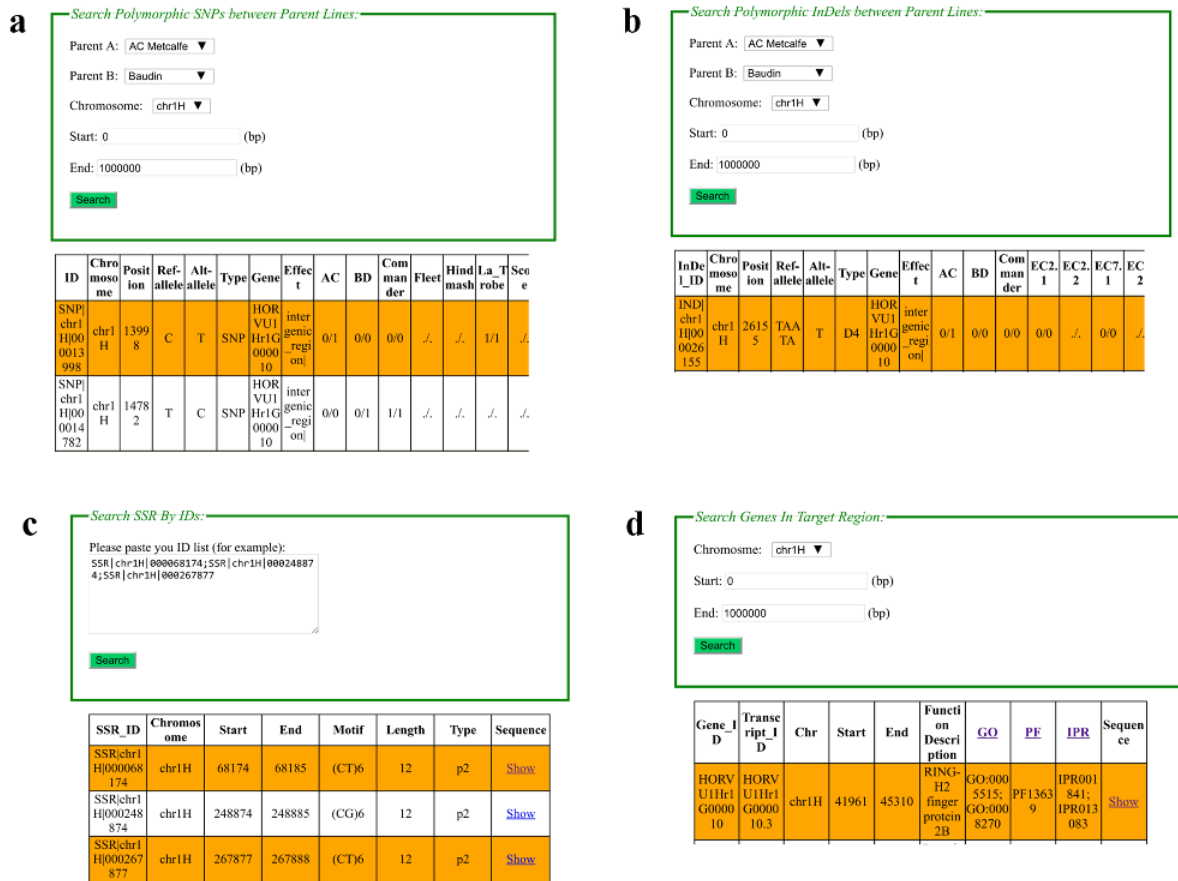 a
Search Polymorphic SNPs between Parent Lines:
Parent A: AC Metcalfe ▼
Parent B: Baudin ▼
Chromosome: chr1H ▼
Start: 0 (bp)
End: 1000000 (bp)
Search
ID Chromosome Position Ref-allele Alt-allele Type Gene Effect AC BD Commander Fleet Hindmash La_Trobe Scope
SNP|chr1H|000013998 chr1H 13998 C T SNP HORVU1Hr1G000010 intergenic_region| 0/1 0/0 0/0 ./. ./. 1/1 ./.
SNP|chr1H|000014782 chr1H 14782 T C SNP HORVU1Hr1G000010 intergenic_region| 0/0 0/1 1/1 ./. ./. ./. ./.
b
Search Polymorphic InDels between Parent Lines:
Parent A: AC Metcalfe ▼
Parent B: Baudin ▼
Chromosome: chr1H ▼
Start: 0 (bp)
End: 1000000 (bp)
Search
InDel_ID Chromosome Position Ref-allele Alt-allele Type Gene Effect AC BD Commander EC2.1 EC2.2 EC7.1 EC 2
IND|chr1H|000026155 chr1H 26155 TAATA T D4 HORVU1Hr1G000010 intergenic_region| 0/1 0/0 0/0 0/0 ./. 0/0 ./.
c
Search SSR By IDs:
Please paste you ID list (for example):
SSR|chr1H|000068174;SSR|chr1H|00024887
4;SSR|chr1H|000267877
Search
SSR_ID Chromosome Start End Motif Length Type Sequence
SSR|chr1H|000068174 chr1H 68174 68185 (CT)6 12 p2 Show
SSR|chr1H|000248874 chr1H 248874 248885 (CG)6 12 p2 Show
SSR|chr1H|000267877 chr1H 267877 267888 (CT)6 12 p2 Show
d
Search Genes In Target Region:
Chromosme: chr1H ▼
Start: 0 (bp)
End: 1000000 (bp)
Search
Gene_ID Transcript_ID Chr Start End Function Description GO PF IPR Sequence
HORVU1Hr1G000010 HORVU1Hr1G000010.3 chr1H 41961 45310 RING-H2 finger protein 2B GO:0005515; GO:0008270 PF13639 IPR001841; IPR013083 Show